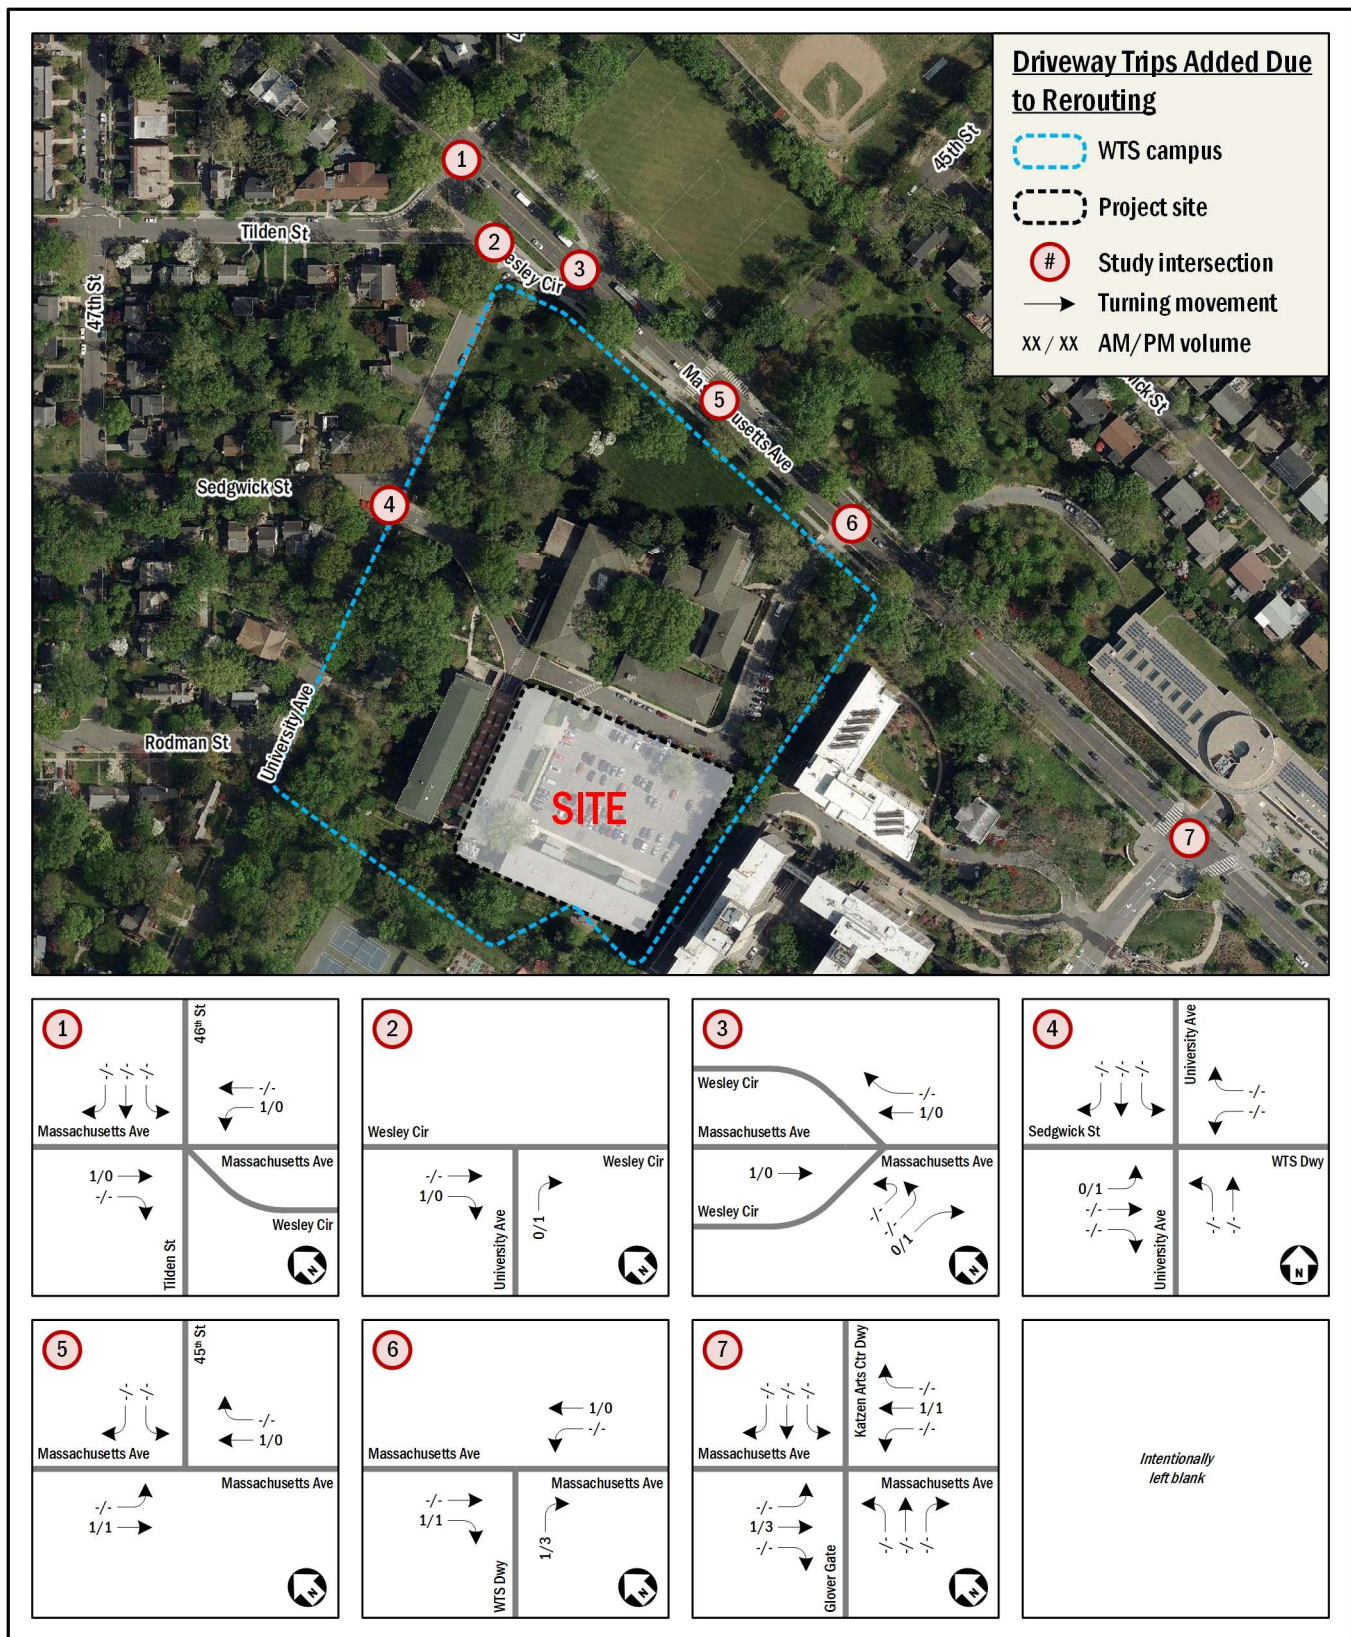 Driveway Trips Added Due
to Rerouting
WTS campus
Project site
# Study intersection
Turning movement
XX / XX AM/PM volume
45th St
1
Tilden St
2
Wesley Cir
3
47th St
5
Massachusetts Ave
Sedgwick St
4
6
University Ave
Rodman St
SITE
7
1
46th St
-/- -/- -/-
-/-
1/0
Massachusetts Ave
Massachusetts Ave
1/0
-/-
Wesley Cir
Tilden St
N
2
Wesley Cir
Wesley Cir
-/-
1/0
0/1
University Ave
N
3
Wesley Cir
-/-
1/0
Massachusetts Ave
Massachusetts Ave
1/0
Wesley Cir
-/-
-/-
0/1
N
4
University Ave
-/- -/- -/-
-/-
-/-
Sedgwick St
WTS Dwy
0/1
-/-
-/-
-/- -/-
University Ave
N
5
45th St
-/- -/-
-/-
1/0
Massachusetts Ave
Massachusetts Ave
-/-
1/1
N
6
1/0
-/-
Massachusetts Ave
Massachusetts Ave
-/-
1/1
1/3
WTS Dwy
N
7
Katzen Arts Ctr Dwy
-/- -/- -/-
-/-
1/1
-/-
Massachusetts Ave
Massachusetts Ave
-/-
1/3
-/-
-/- -/- -/-
Glover Gate
N
Intentionally
left blank